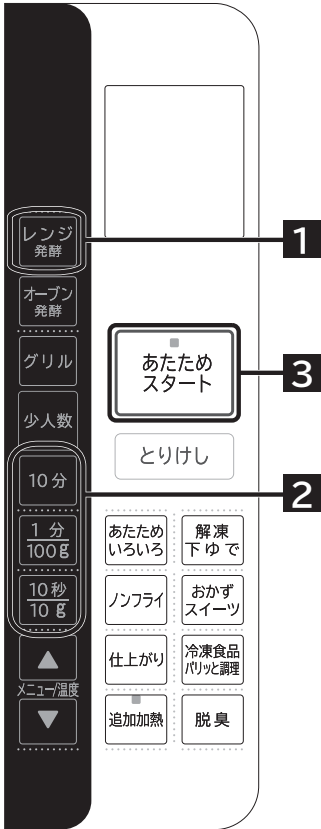 レンジ
発酵
1
オーブン
発酵
グリル
あたため
スタート
3
少人数
とりけし
10分
2
1分
100g
10秒
10g
あたため
いろいろ
解凍
下ゆで
ノンフライ
おかず
スイーツ
仕上がり
冷凍食品
パリッと調理
メニュー/温度
追加加熱
脱臭